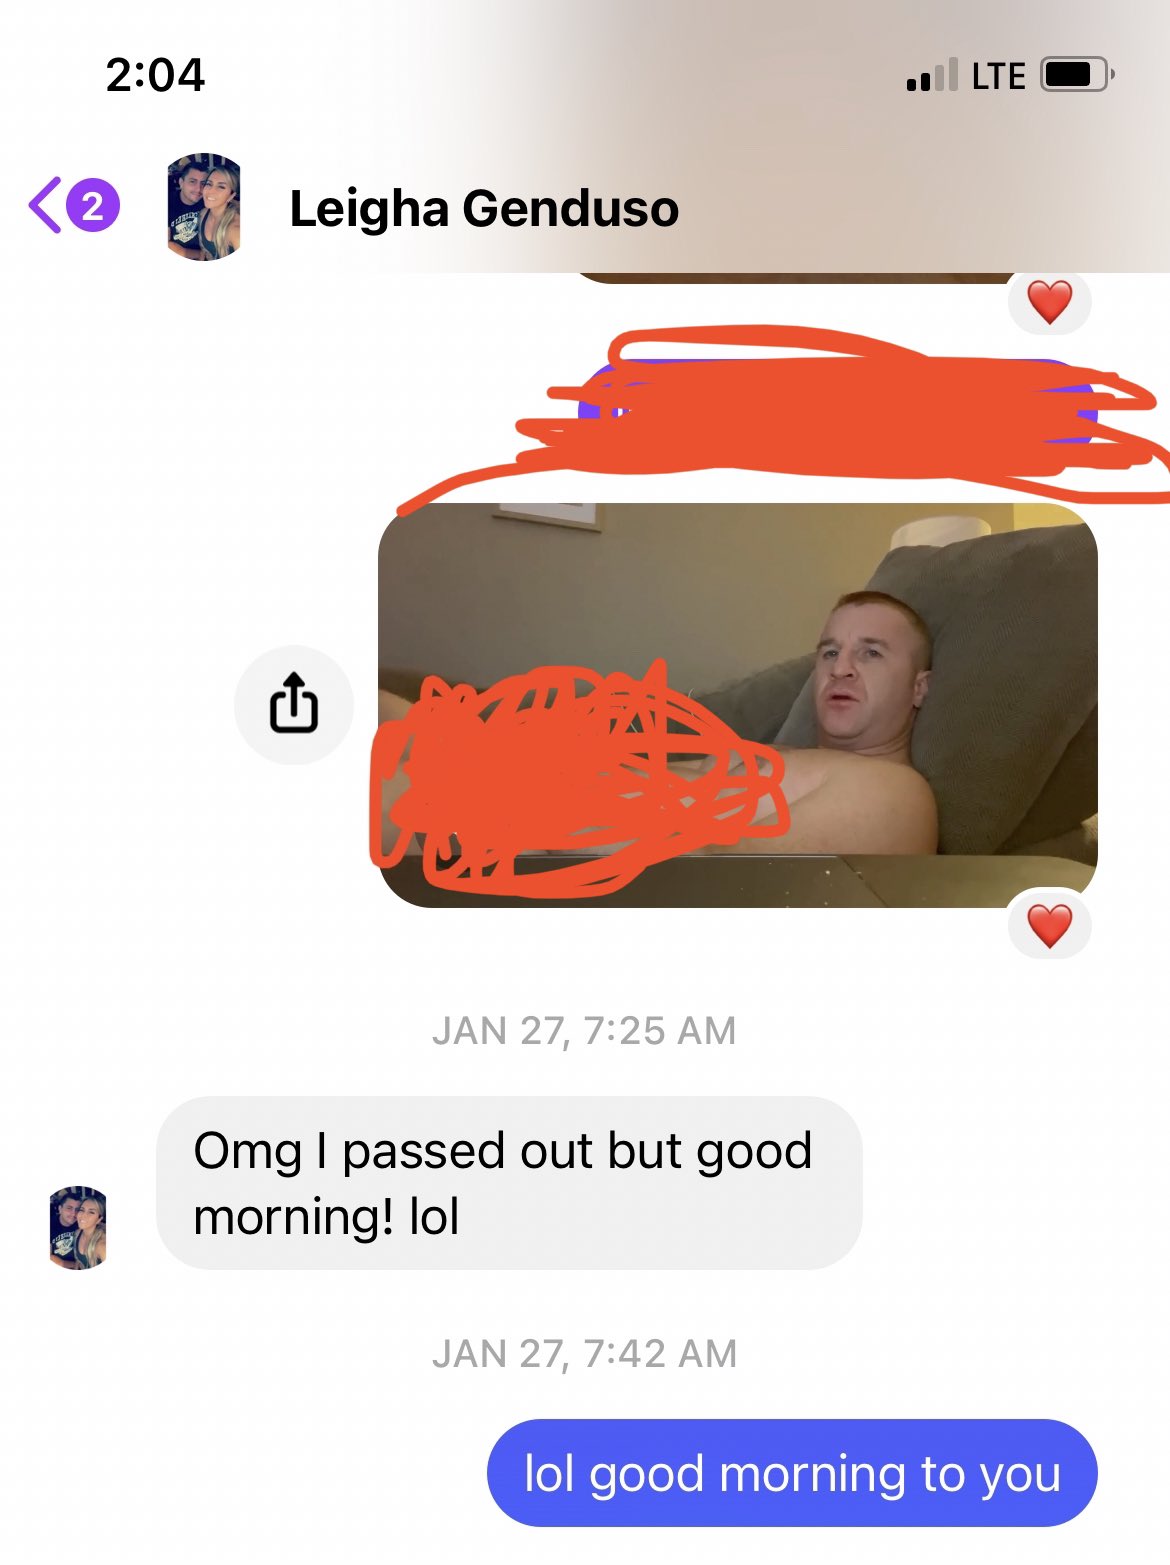 2:04
LTE
2
Leigha Genduso
JAN 27, 7:25 AM
Omg I passed out but good
morning! lol
JAN 27, 7:42 AM
lol good morning to you